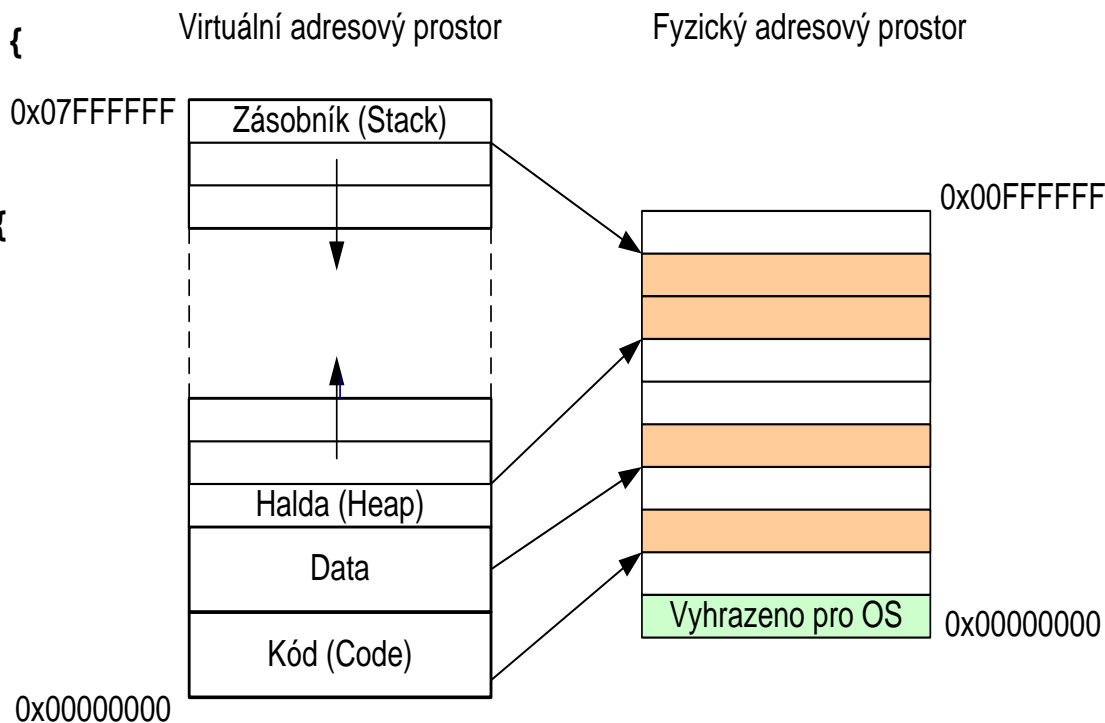 Virtuální adresový prostor
Fyzický adresový prostor
{
0x07FFFFFF
Zásobník (Stack)
0x00FFFFFF
{
Halda (Heap)
Data
Vyhrazeno pro OS
0x00000000
Kód (Code)
0x00000000